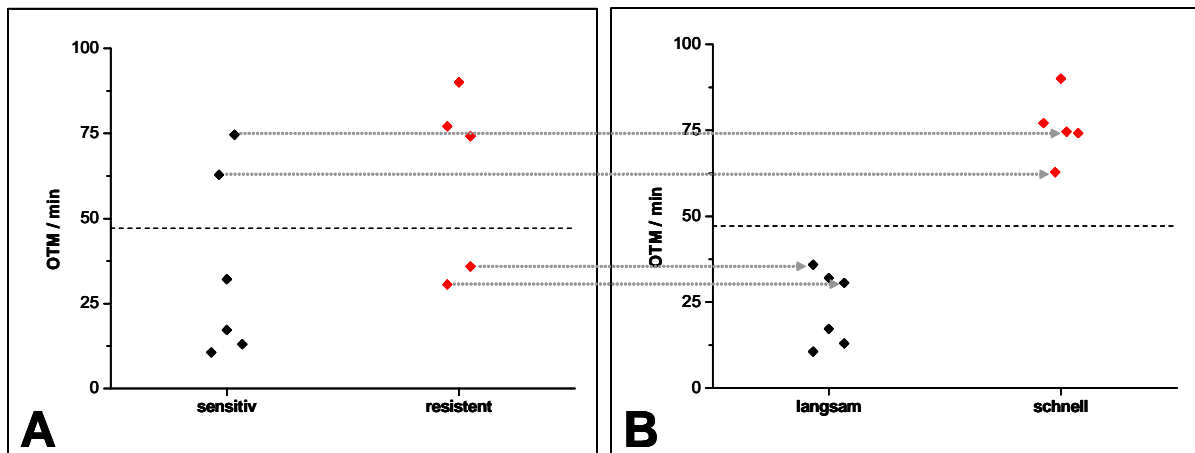 100
75
50
25
0
OTM / min
sensitiv
resistent
A
100
75
50
25
0
OTM / min
langsam
schnell
B